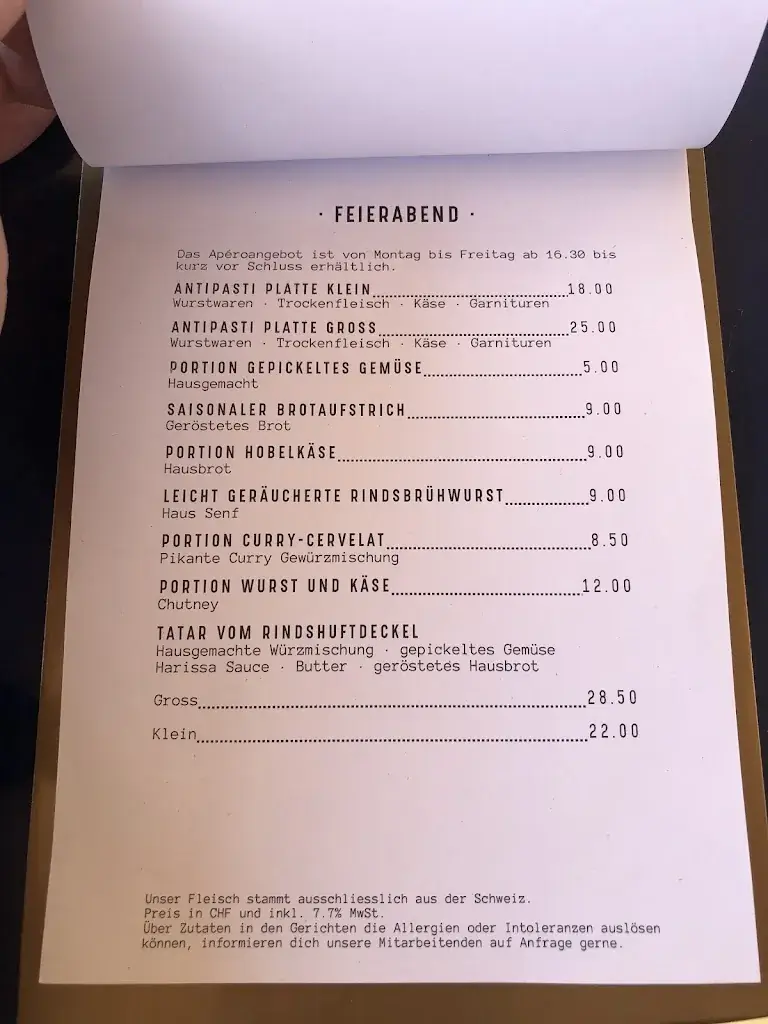 · FEIERABEND ·
Das Apéroangebot ist von Montag bis Freitag ab 16.30 bis
kurz vor Schluss erhältlich.
ANTIPASTI PLATTE KLEIN 18.00
Wurstwaren · Trockenfleisch · Käse · Garnituren
ANTIPASTI PLATTE GROSS 25.00
Wurstwaren · Trockenfleisch · Käse · Garnituren
PORTION GEPICKELTES GEMÜSE 5.00
Hausgemacht
SAISONALER BROTAUFSTRICH 9.00
Geröstetes Brot
PORTION HOBELKÄSE 9.00
Hausbrot
LEICHT GERÄUCHERTE RINDSBRÜHWURST 9.00
Haus Senf
PORTION CURRY-CERVELAT 8.50
Pikante Curry Gewürzmischung
PORTION WURST UND KÄSE 12.00
Chutney
TATAR VOM RINDSHUFTDECKEL
Hausgemachte Würzmischung · gepickeltes Gemüse
Harissa Sauce · Butter · geröstetes Hausbrot
Gross 28.50
Klein 22.00
Unser Fleisch stammt ausschliesslich aus der Schweiz.
Preis in CHF und inkl. 7.7% MwSt.
Über Zutaten in den Gerichten die Allergien oder Intoleranzen auslösen
können, informieren dich unsere Mitarbeitenden auf Anfrage gerne.